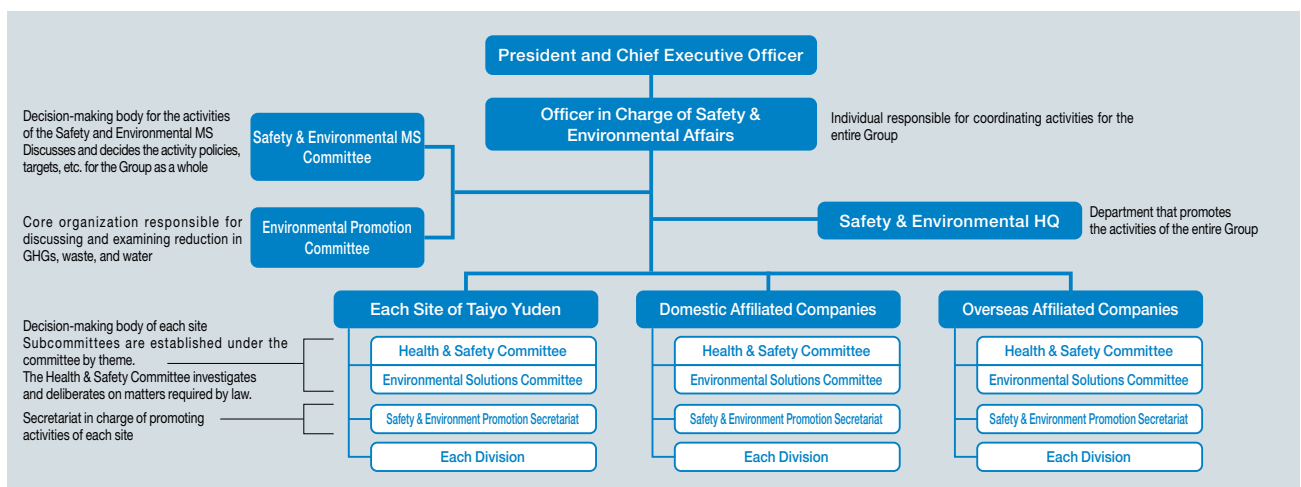 President and Chief Executive Officer
Decision-making body for the activities
of the Safety and Environmental MS
Discusses and decides the activity policies,
targets, etc. for the Group as a whole
Safety & Environmental MS
Committee
Officer in Charge of Safety &
Environmental Affairs
Individual responsible for coordinating activities for the
entire Group
Core organization responsible for
discussing and examining reduction in
GHGs, waste, and water
Environmental Promotion
Committee
Safety & Environmental HQ
Department that promotes
the activities of the entire Group
Decision-making body of each site
Subcommittees are established under the
committee by theme.
The Health & Safety Committee investigates
and deliberates on matters required by law.
Secretariat in charge of promoting
activities of each site
Each Site of Taiyo Yuden
Health & Safety Committee
Environmental Solutions Committee
Safety & Environment Promotion Secretariat
Each Division
Domestic Affiliated Companies
Health & Safety Committee
Environmental Solutions Committee
Safety & Environment Promotion Secretariat
Each Division
Overseas Affiliated Companies
Health & Safety Committee
Environmental Solutions Committee
Safety & Environment Promotion Secretariat
Each Division